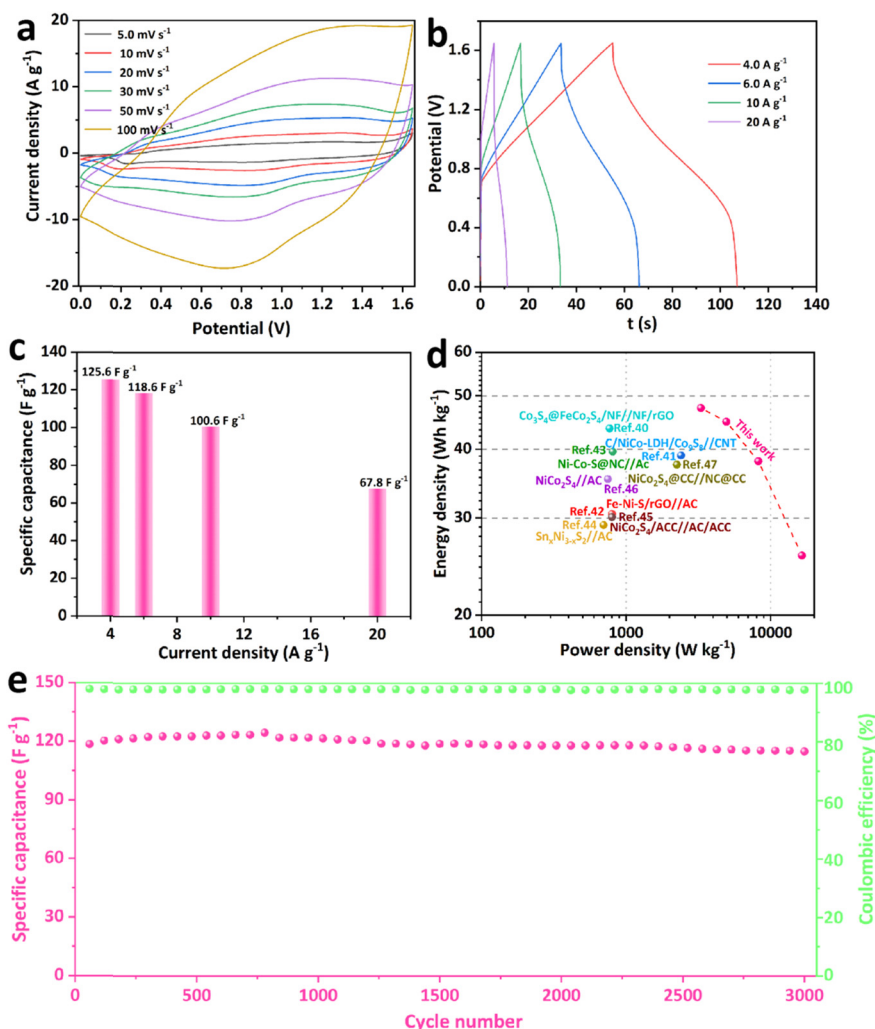 a
20
10
0
-10
-20
Current density (A g⁻¹)
5.0 mV s⁻¹
10 mV s⁻¹
20 mV s⁻¹
30 mV s⁻¹
50 mV s⁻¹
100 mV s⁻¹
0.0 0.2 0.4 0.6 0.8 1.0 1.2 1.4 1.6
Potential (V)
b
1.6
1.2
0.8
0.4
0.0
Potential (V)
4.0 A g⁻¹
6.0 A g⁻¹
10 A g⁻¹
20 A g⁻¹
0 20 40 60 80 100 120 140
t (s)
c
140
120
100
80
60
40
20
0
Specific capacitance (F g⁻¹)
125.6 F g⁻¹
118.6 F g⁻¹
100.6 F g⁻¹
67.8 F g⁻¹
4 8 12 16 20
Current density (A g⁻¹)
d
60
50
40
30
20
Energy density (Wh kg⁻¹)
Co₃S₄@FeCo₂S₄/NF//NF/rGO
Ref.40
C/NiCo-LDH/Co₉S₈//CNT
Ref.43
Ref.41
Ni-Co-S@NC//Ac
Ref.47
NiCo₂S₄//AC
NiCo₂S₄@CC//NC@CC
Ref.46
Fe-Ni-S/rGO//AC
Ref.42
Ref.45
Ref.44
NiCo₂S₄/ACC//AC/ACC
SnₓNi₃₋ₓS₂//AC
This work
100 1000 10000
Power density (W kg⁻¹)
e
150
120
90
60
30
0
Specific capacitance (F g⁻¹)
100
80
60
40
20
0
Coulombic efficiency (%)
0 500 1000 1500 2000 2500 3000
Cycle number